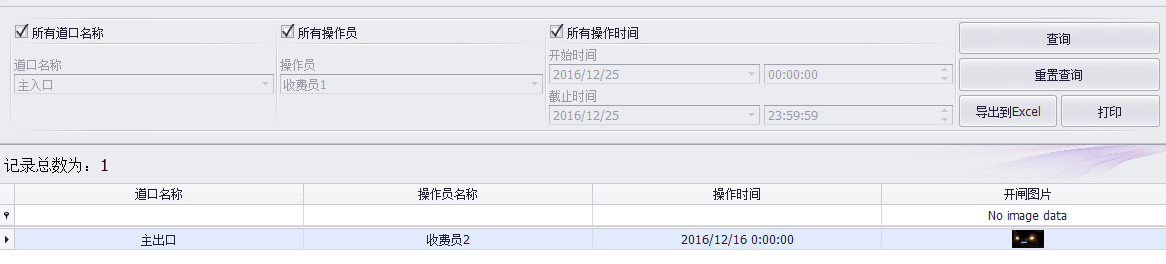 所有道口名称 所有操作员 所有操作时间
查询
道口名称 操作员 开始时间
主入口 收费员1 2016/12/25 00:00:00
重置查询
截止时间
2016/12/25 23:59:59
导出到Excel 打印
记录总数为：1
道口名称 操作员名称 操作时间 开闸图片
No image data
主出口 收费员2 2016/12/16 0:00:00